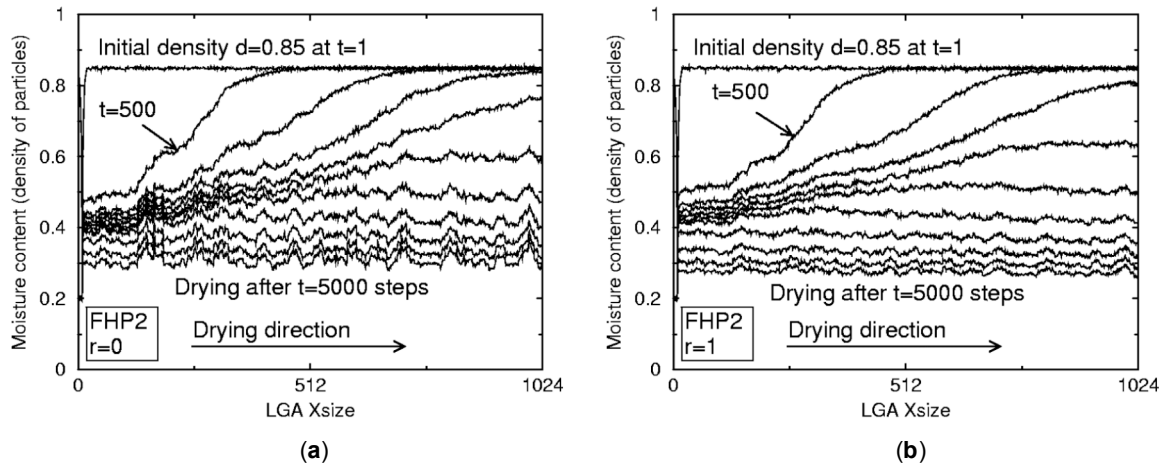 Moisture content (density of particles)
1
0.8
0.6
0.4
0.2
0
Initial density d=0.85 at t=1
t=500
Drying after t=5000 steps
FHP2
r=0
Drying direction
0
512
1024
LGA Xsize
(a)
Moisture content (density of particles)
1
0.8
0.6
0.4
0.2
0
Initial density d=0.85 at t=1
t=500
Drying after t=5000 steps
FHP2
r=1
Drying direction
0
512
1024
LGA Xsize
(b)